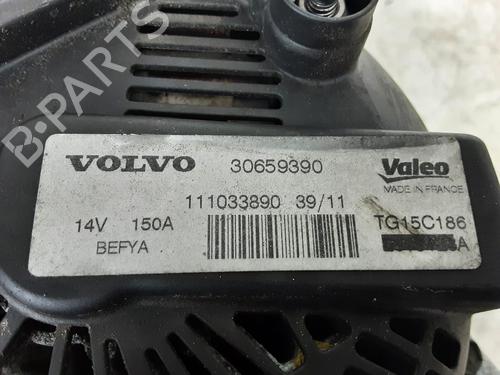 B-PARTS
VOLVO 30659390 Valeo
MADE IN FRANCE
111033890 39/11
14V 150A TG15C186
BEFYA